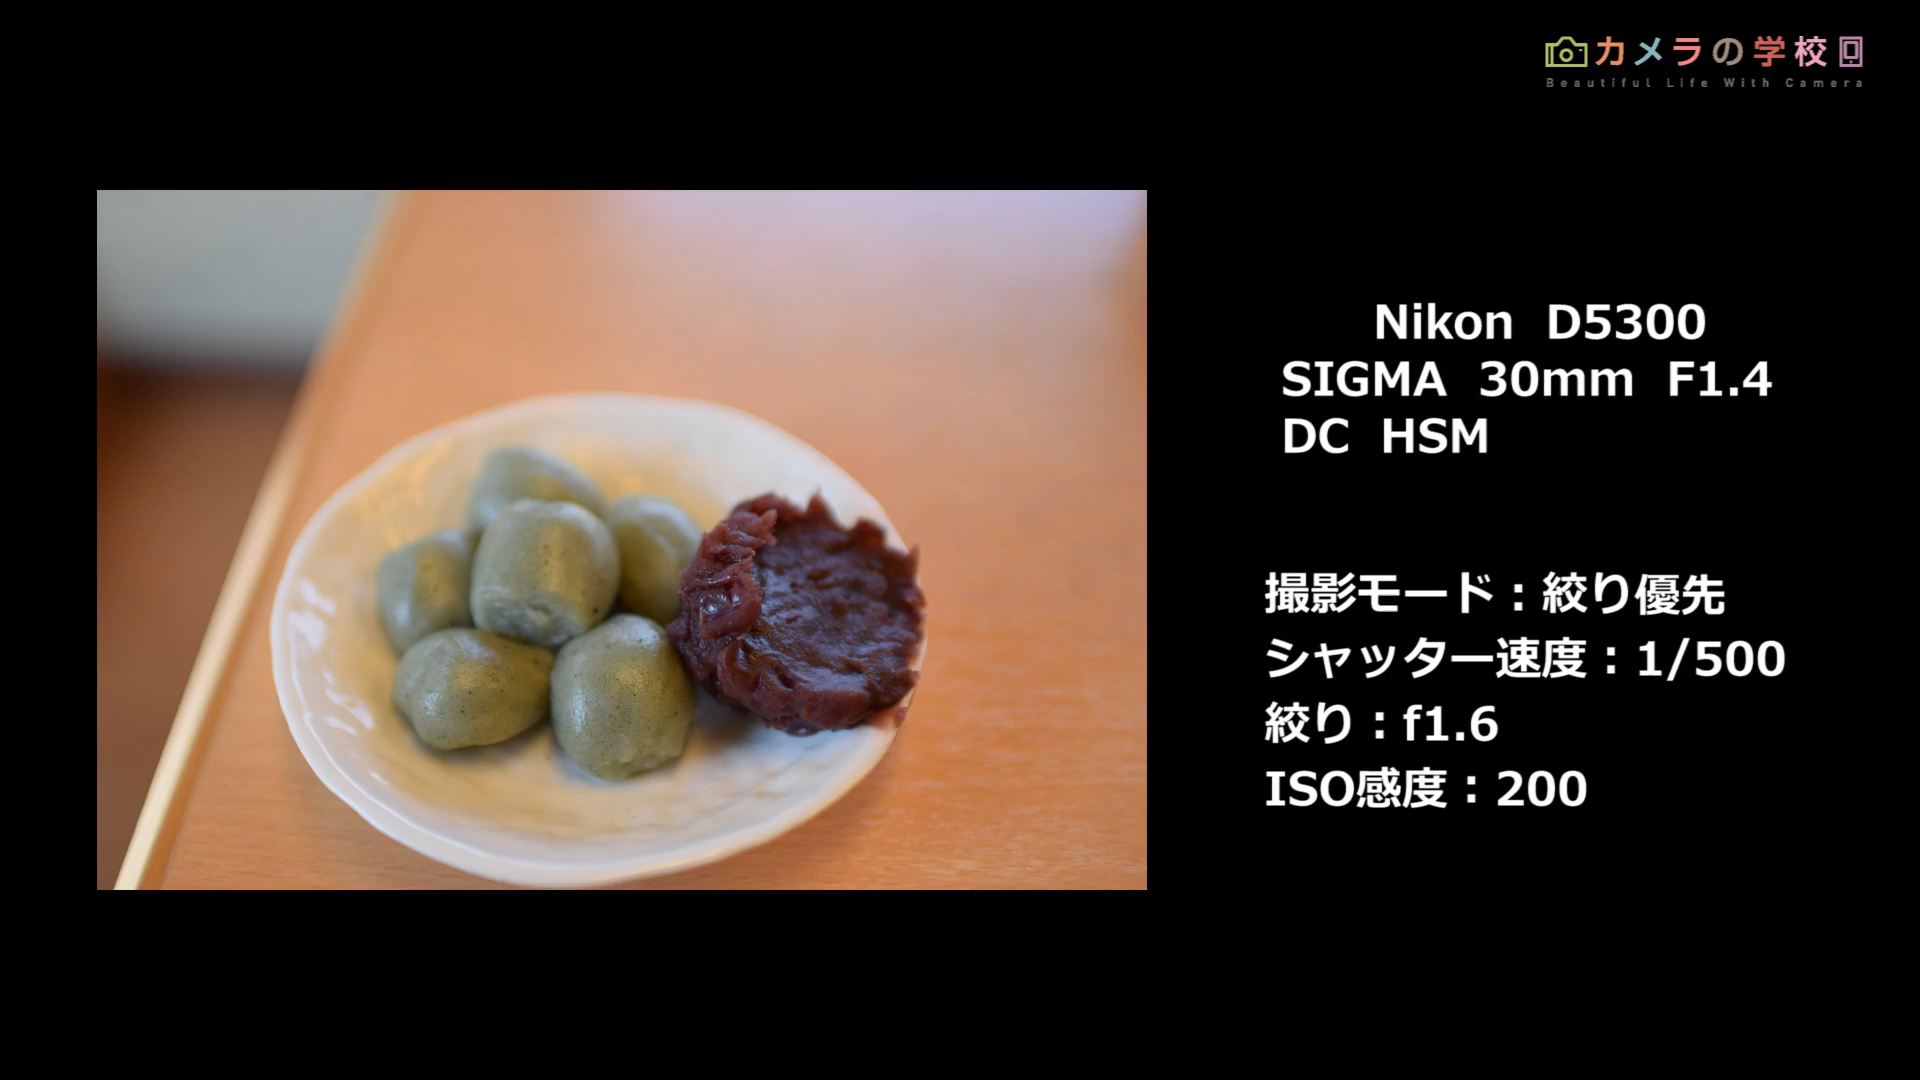 カメラの学校
Beautiful Life With Camera
Nikon D5300
SIGMA 30mm F1.4
DC HSM
撮影モード：絞り優先
シャッター速度：1/500
絞り：f1.6
ISO感度：200